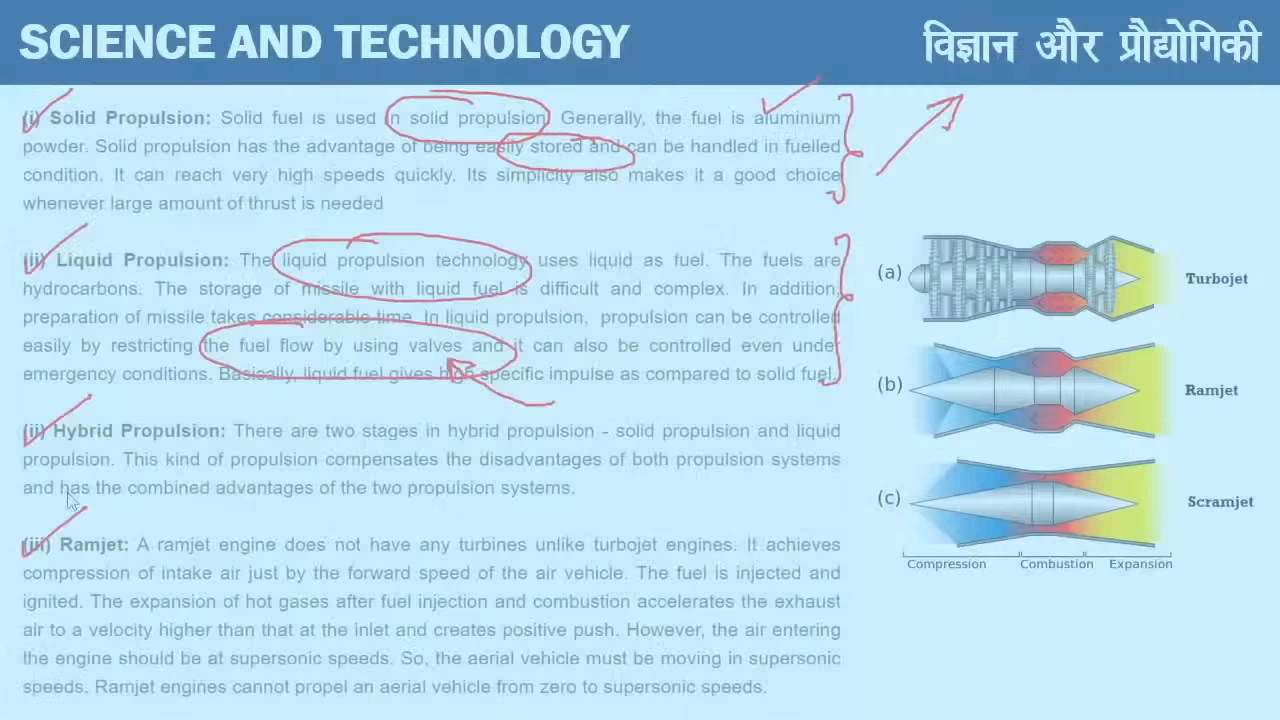 SCIENCE AND TECHNOLOGY
विज्ञान और प्रौद्योगिकी
(i) Solid Propulsion: Solid fuel is used in solid propulsion. Generally, the fuel is aluminium
powder. Solid propulsion has the advantage of being easily stored and can be handled in fuelled
condition. It can reach very high speeds quickly. Its simplicity also makes it a good choice
whenever large amount of thrust is needed
(ii) Liquid Propulsion: The liquid propulsion technology uses liquid as fuel. The fuels are
hydrocarbons. The storage of missile with liquid fuel is difficult and complex. In addition,
preparation of missile takes considerable time. In liquid propulsion, propulsion can be controlled
easily by restricting the fuel flow by using valves and it can also be controlled even under
emergency conditions. Basically, liquid fuel gives high specific impulse as compared to solid fuel.
(ii) Hybrid Propulsion: There are two stages in hybrid propulsion - solid propulsion and liquid
propulsion. This kind of propulsion compensates the disadvantages of both propulsion systems
and has the combined advantages of the two propulsion systems.
(iii) Ramjet: A ramjet engine does not have any turbines unlike turbojet engines. It achieves
compression of intake air just by the forward speed of the air vehicle. The fuel is injected and
ignited. The expansion of hot gases after fuel injection and combustion accelerates the exhaust
air to a velocity higher than that at the inlet and creates positive push. However, the air entering
the engine should be at supersonic speeds. So, the aerial vehicle must be moving in supersonic
speeds. Ramjet engines cannot propel an aerial vehicle from zero to supersonic speeds.
(a) Turbojet
(b) Ramjet
(c) Scramjet
Compression Combustion Expansion